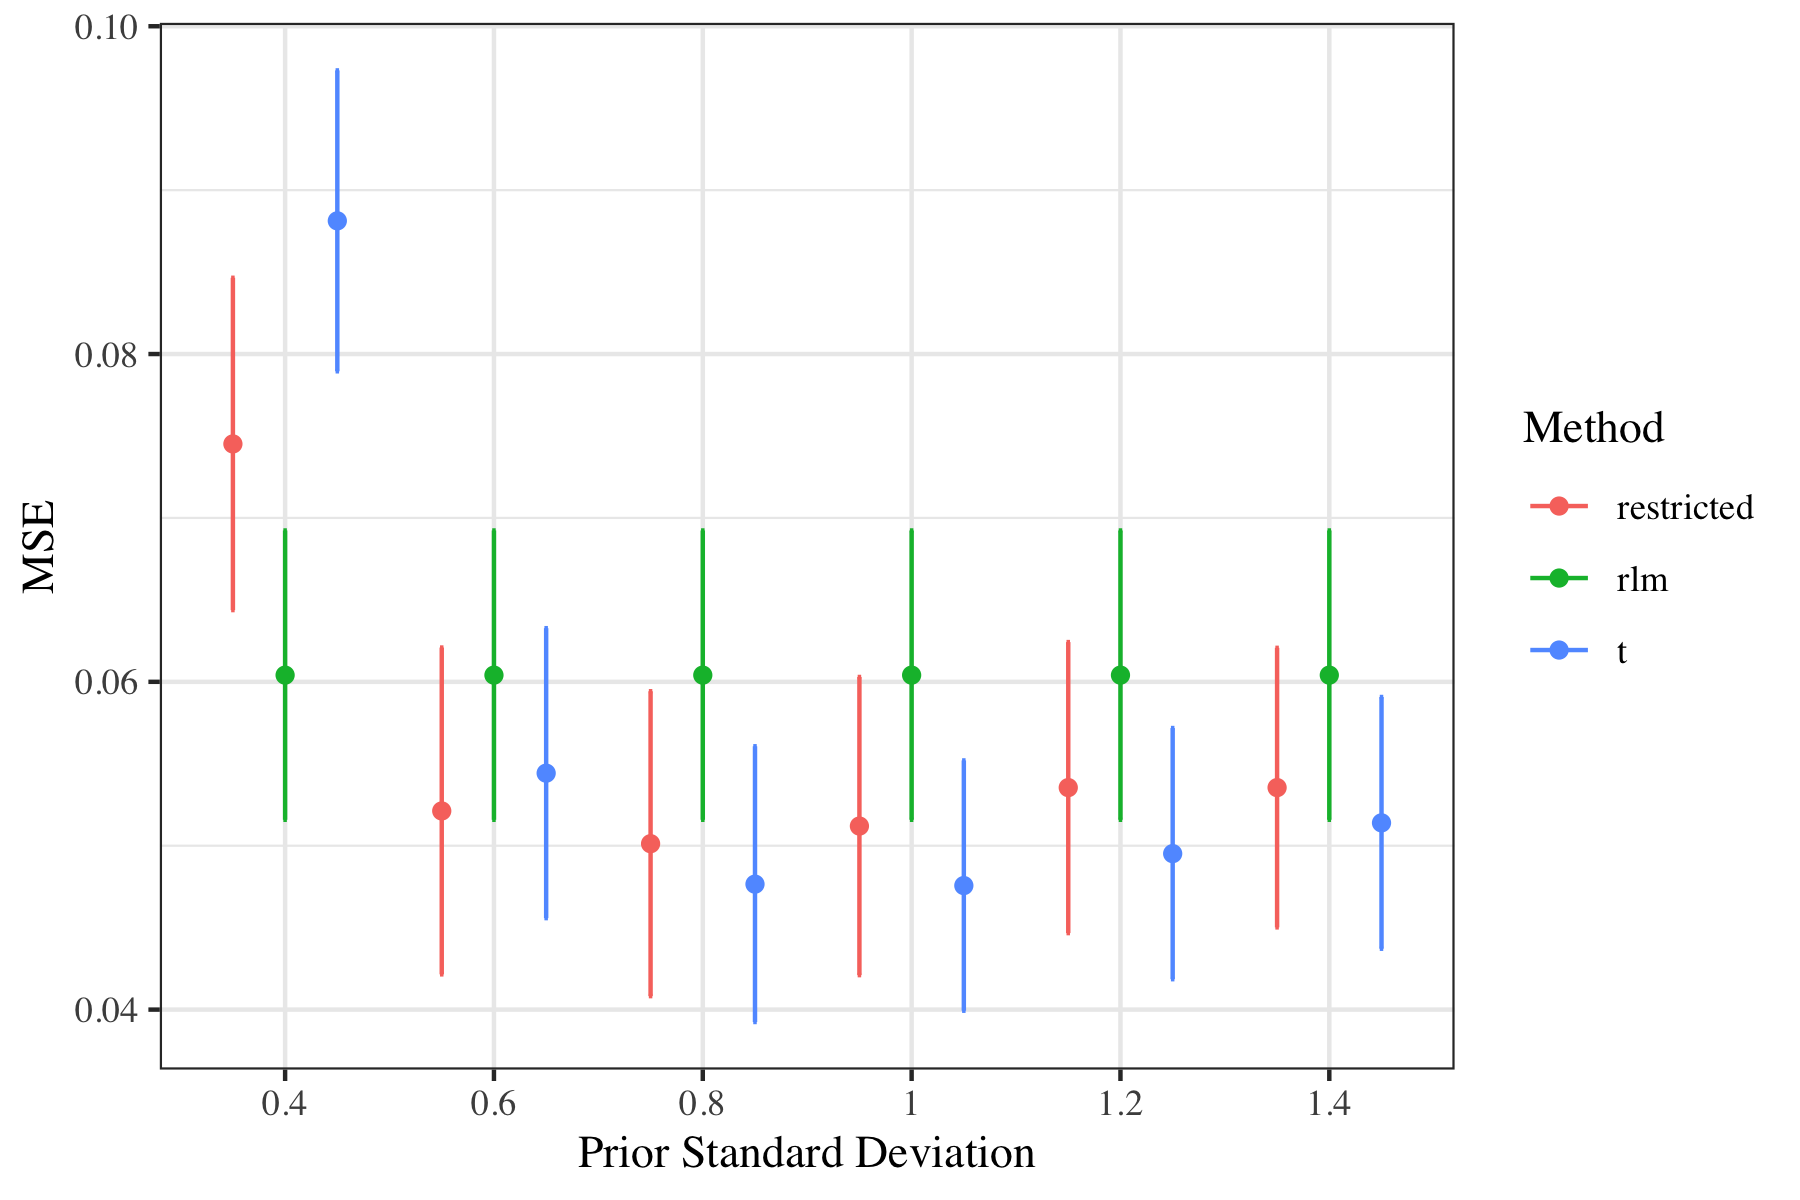 0.10
0.08
0.06
0.04
MSE
0.4 0.6 0.8 1 1.2 1.4
Prior Standard Deviation
Method
restricted
rlm
t